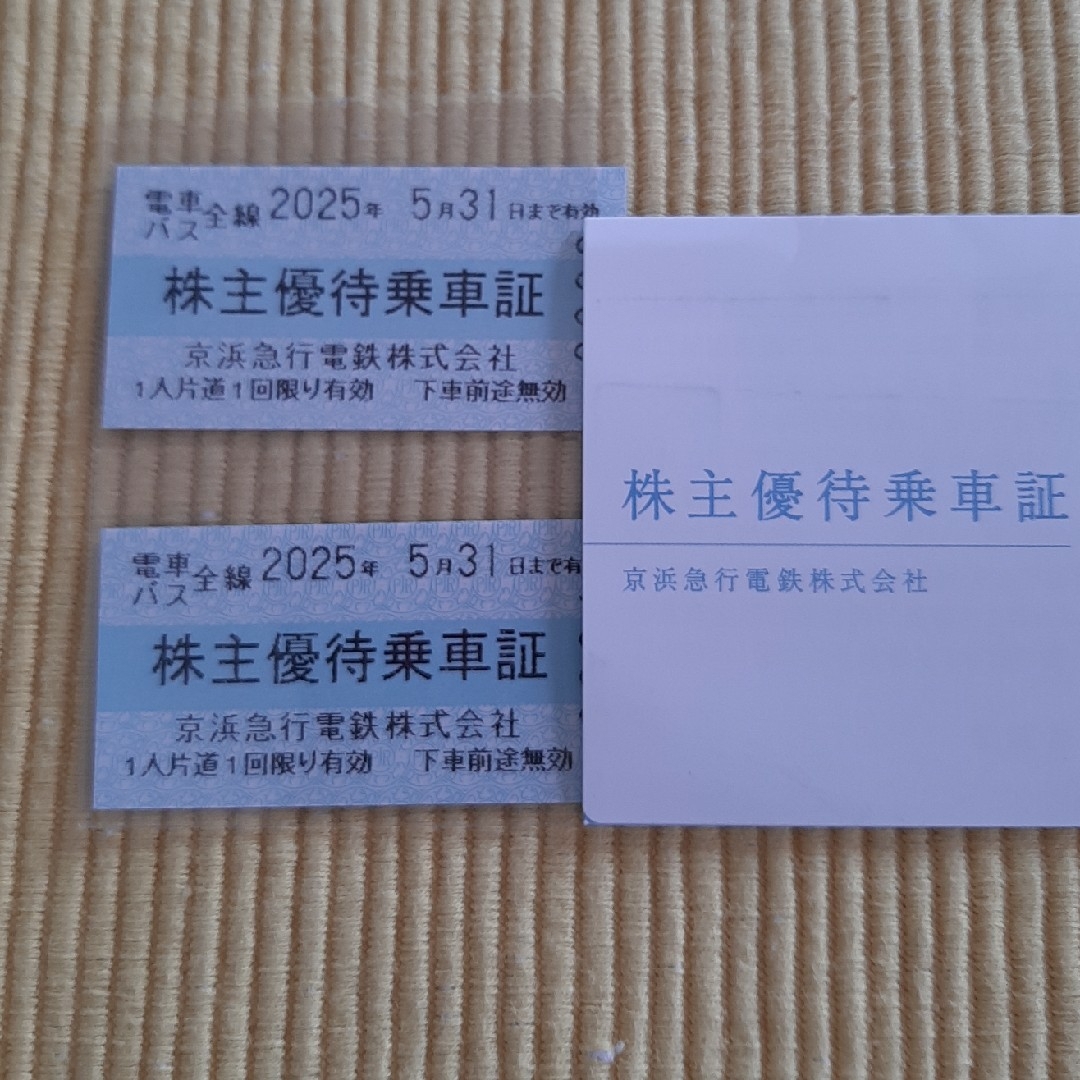 電車バス全線 2025年 5月31日まで有効
株主優待乗車証
京浜急行電鉄株式会社
1人片道1回限り有効 下車前途無効
電車バス全線 2025年 5月31日まで有
株主優待乗車証
京浜急行電鉄株式会社
1人片道1回限り有効 下車前途無効
株主優待乗車証
京浜急行電鉄株式会社